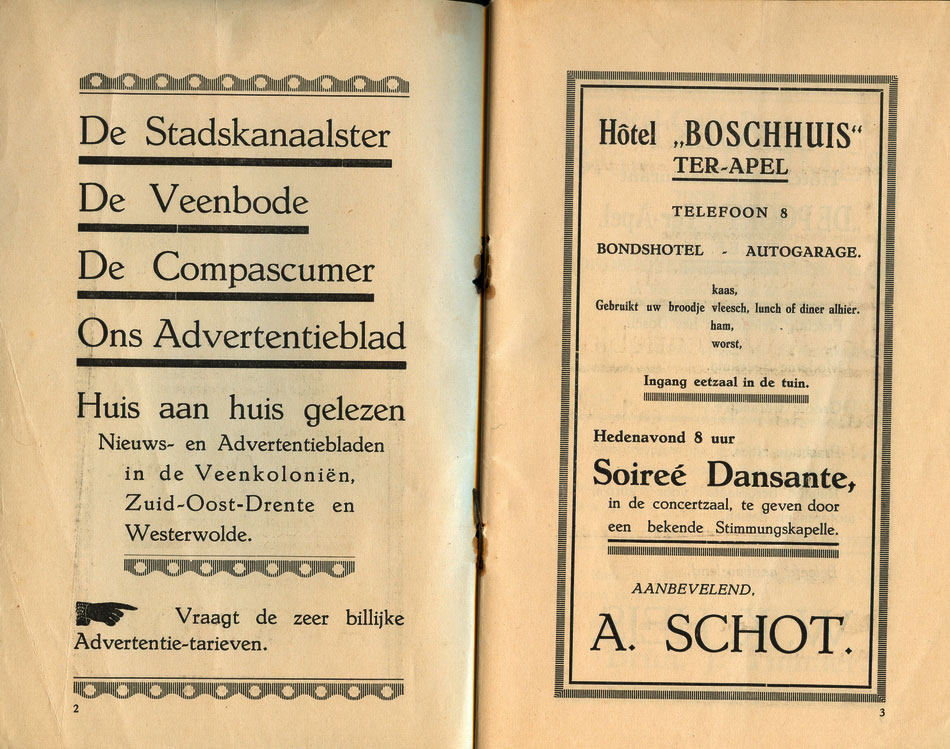 De Stadskanaalster
De Veenbode
De Compascumer
Ons Advertentieblad
Huis aan huis gelezen
Nieuws- en Advertentiebladen
in de Veenkoloniën,
Zuid-Oost-Drente en
Westerwolde.
Vraagt de zeer billijke
Advertentie-tarieven.
2
Hôtel „BOSCHHUIS“
TER-APEL
TELEFOON 8
BONDSHOTEL - AUTOGARAGE.
kaas,
Gebruikt uw broodje vleesch, lunch of diner alhier.
ham,
worst,
Ingang eetzaal in de tuin.
Hedenavond 8 uur
Soireé Dansante,
in de concertzaal, te geven door
een bekende Stimmungskapelle.
AANBEVELEND,
A. SCHOT.
3